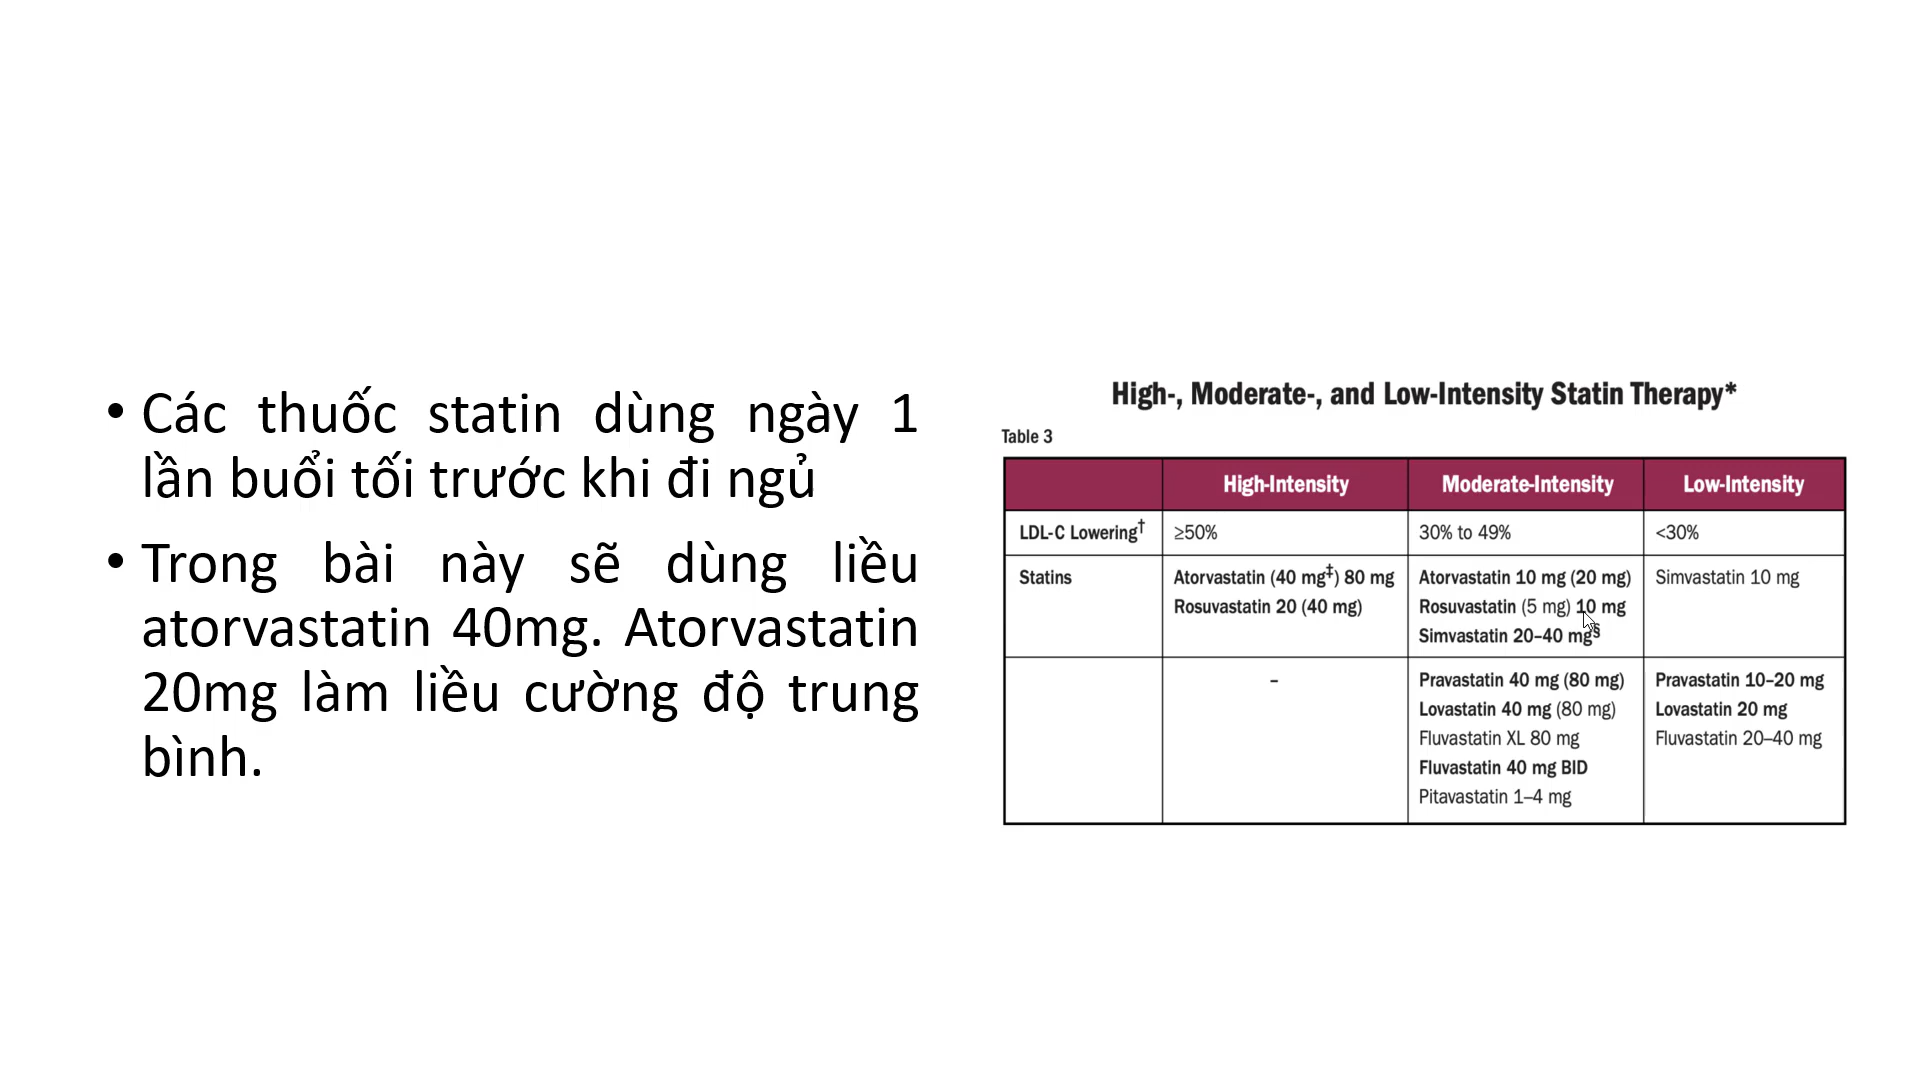 • Các thuốc statin dùng ngày 1
lần buổi tối trước khi đi ngủ
• Trong bài này sẽ dùng liều
atorvastatin 40mg. Atorvastatin
20mg làm liều cường độ trung
bình.
High-, Moderate-, and Low-Intensity Statin Therapy*
Table 3
High-Intensity Moderate-Intensity Low-Intensity
LDL-C Lowering† ≥50% 30% to 49% <30%
Statins Atorvastatin (40 mg‡) 80 mg Atorvastatin 10 mg (20 mg) Simvastatin 10 mg
Rosuvastatin 20 (40 mg) Rosuvastatin (5 mg) 10 mg
Simvastatin 20–40 mg§
– Pravastatin 40 mg (80 mg) Pravastatin 10–20 mg
Lovastatin 40 mg (80 mg) Lovastatin 20 mg
Fluvastatin XL 80 mg Fluvastatin 20–40 mg
Fluvastatin 40 mg BID
Pitavastatin 1–4 mg